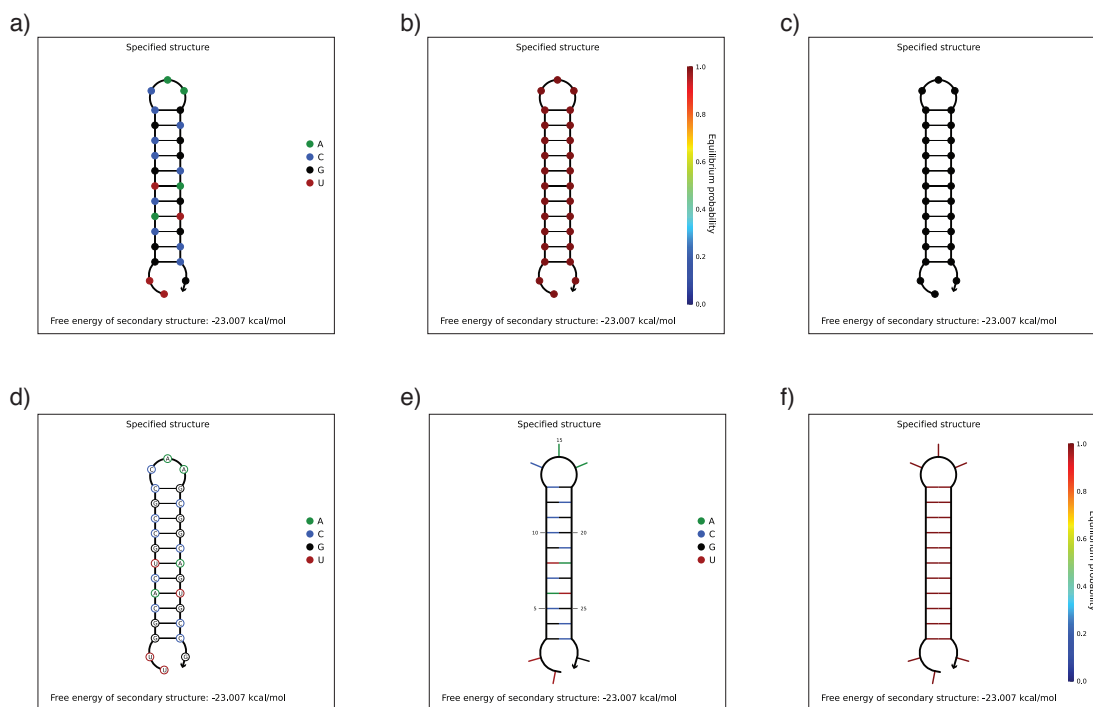 a)
Specified structure
A
C
G
U
Free energy of secondary structure: -23.007 kcal/mol
b)
Specified structure
1.0
0.8
0.6
0.4
0.2
0.0
Equilibrium probability
Free energy of secondary structure: -23.007 kcal/mol
c)
Specified structure
Free energy of secondary structure: -23.007 kcal/mol
d)
Specified structure
A
C A
C G
G C
C G
C G
G C
U A
C G
A U
C G
G C
G C
U G
U
A
C
G
U
Free energy of secondary structure: -23.007 kcal/mol
e)
Specified structure
15
10 20
5 25
A
C
G
U
Free energy of secondary structure: -23.007 kcal/mol
f)
Specified structure
1.0
0.8
0.6
0.4
0.2
0.0
Equilibrium probability
Free energy of secondary structure: -23.007 kcal/mol